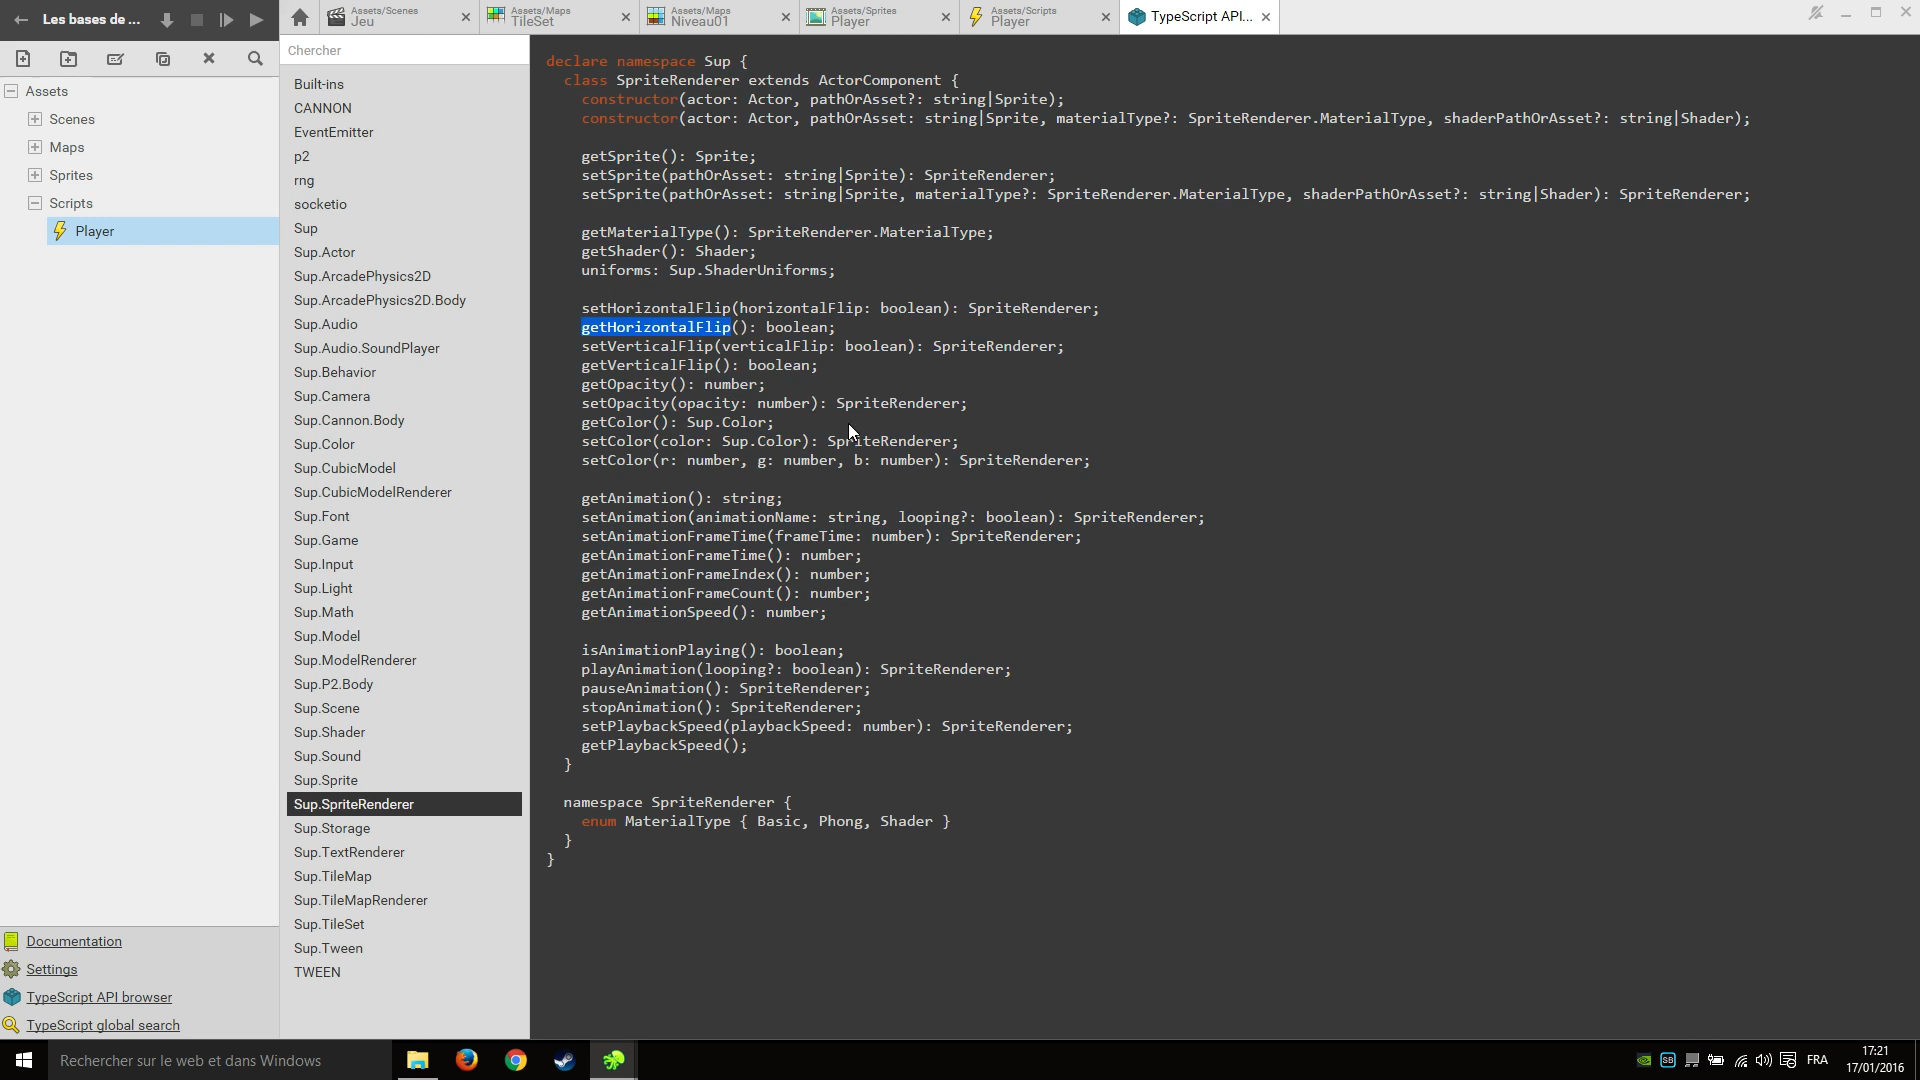 Les bases de ...
Assets/Scenes
Jeu
Assets/Maps
TileSet
Assets/Maps
Niveau01
Assets/Sprites
Player
Assets/Scripts
Player
TypeScript API...
Assets
Scenes
Maps
Sprites
Scripts
Player
Documentation
Settings
TypeScript API browser
TypeScript global search
Chercher
Built-ins
CANNON
EventEmitter
p2
rng
socketio
Sup
Sup.Actor
Sup.ArcadePhysics2D
Sup.ArcadePhysics2D.Body
Sup.Audio
Sup.Audio.SoundPlayer
Sup.Behavior
Sup.Camera
Sup.Cannon.Body
Sup.Color
Sup.CubicModel
Sup.CubicModelRenderer
Sup.Font
Sup.Game
Sup.Input
Sup.Light
Sup.Math
Sup.Model
Sup.ModelRenderer
Sup.P2.Body
Sup.Scene
Sup.Shader
Sup.Sound
Sup.Sprite
Sup.SpriteRenderer
Sup.Storage
Sup.TextRenderer
Sup.TileMap
Sup.TileMapRenderer
Sup.TileSet
Sup.Tween
TWEEN
declare namespace Sup {
class SpriteRenderer extends ActorComponent {
constructor(actor: Actor, pathOrAsset?: string|Sprite);
constructor(actor: Actor, pathOrAsset: string|Sprite, materialType?: SpriteRenderer.MaterialType, shaderPathOrAsset?: string|Shader);
getSprite(): Sprite;
setSprite(pathOrAsset: string|Sprite): SpriteRenderer;
setSprite(pathOrAsset: string|Sprite, materialType?: SpriteRenderer.MaterialType, shaderPathOrAsset?: string|Shader): SpriteRenderer;
getMaterialType(): SpriteRenderer.MaterialType;
getShader(): Shader;
uniforms: Sup.ShaderUniforms;
setHorizontalFlip(horizontalFlip: boolean): SpriteRenderer;
getHorizontalFlip(): boolean;
setVerticalFlip(verticalFlip: boolean): SpriteRenderer;
getVerticalFlip(): boolean;
getOpacity(): number;
setOpacity(opacity: number): SpriteRenderer;
getColor(): Sup.Color;
setColor(color: Sup.Color): SpriteRenderer;
setColor(r: number, g: number, b: number): SpriteRenderer;
getAnimation(): string;
setAnimation(animationName: string, looping?: boolean): SpriteRenderer;
setAnimationFrameTime(frameTime: number): SpriteRenderer;
getAnimationFrameTime(): number;
getAnimationFrameIndex(): number;
getAnimationFrameCount(): number;
getAnimationSpeed(): number;
isAnimationPlaying(): boolean;
playAnimation(looping?: boolean): SpriteRenderer;
pauseAnimation(): SpriteRenderer;
stopAnimation(): SpriteRenderer;
setPlaybackSpeed(playbackSpeed: number): SpriteRenderer;
getPlaybackSpeed();
}
namespace SpriteRenderer {
enum MaterialType { Basic, Phong, Shader }
}
}
Rechercher sur le web et dans Windows
SB
FRA
17:21
17/01/2016